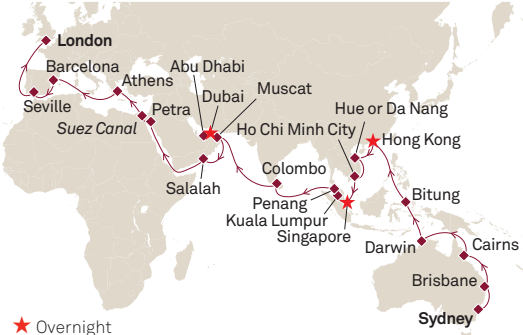 London
Barcelona
Abu Dhabi
Athens
Muscat
Dubai
Hue or Da Nang
Seville
Petra
Suez Canal
Ho Chi Minh City
Hong Kong
Colombo
Salalah
Penang
Bitung
Kuala Lumpur
Singapore
Darwin
Cairns
Brisbane
Sydney
Overnight